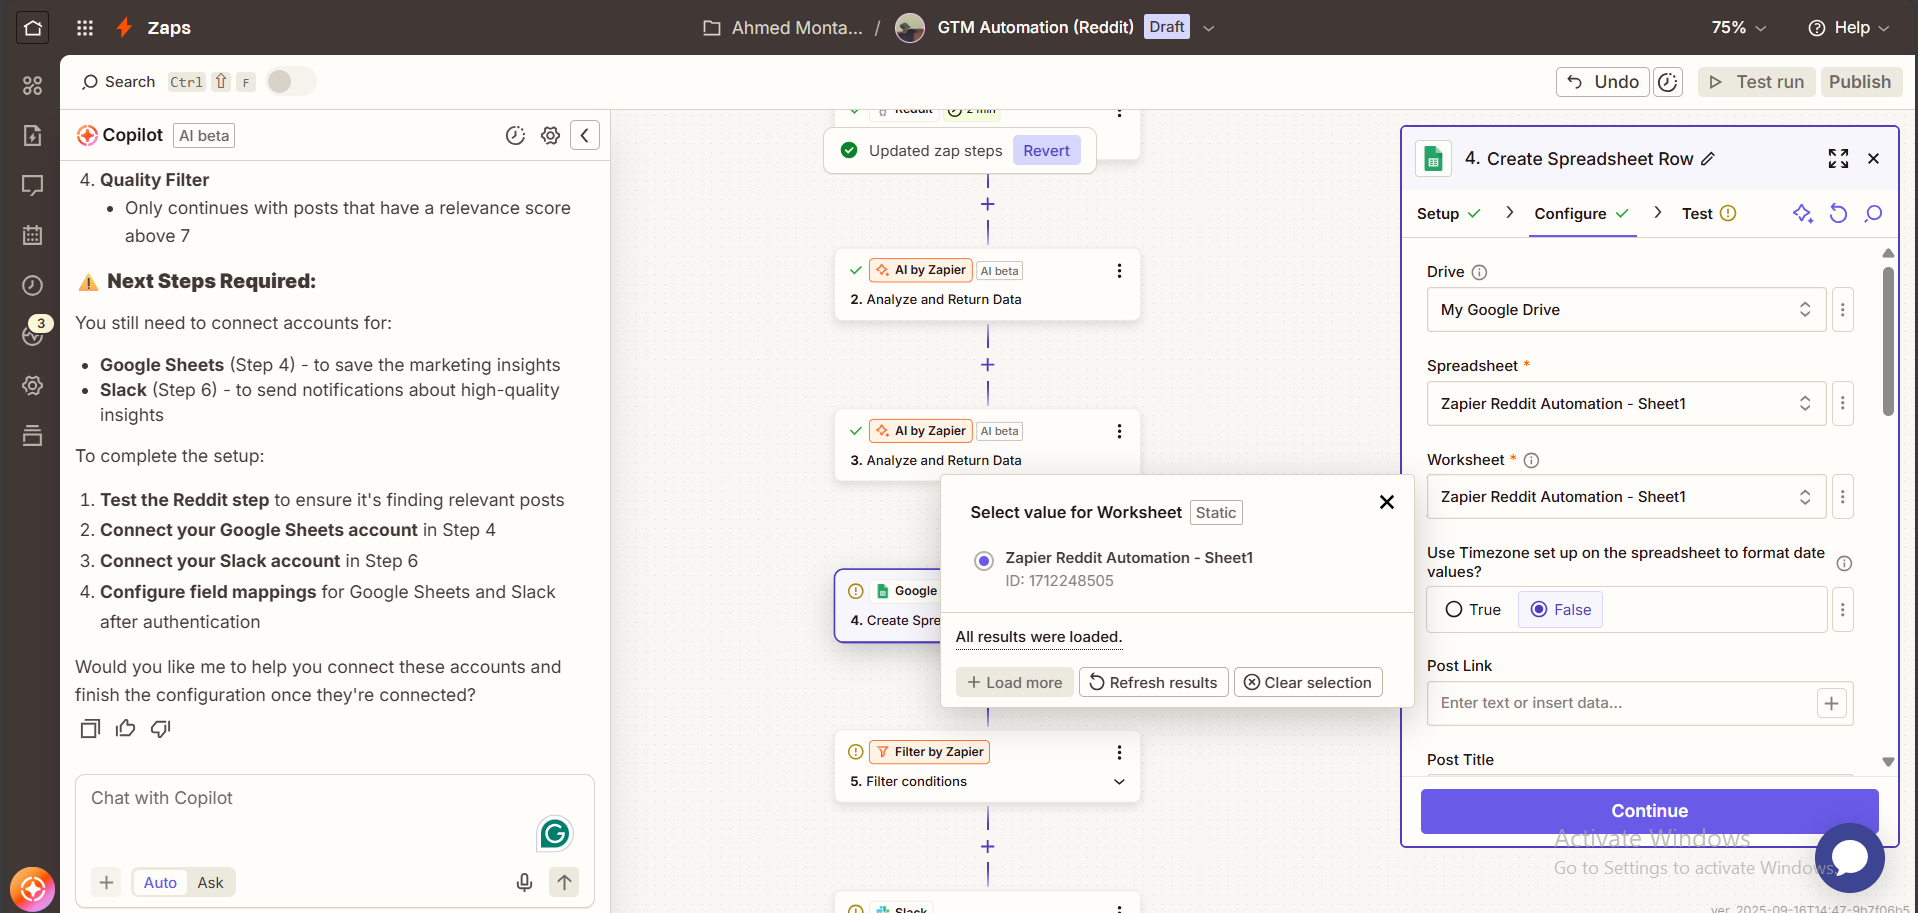 Zaps
Ahmed Monta... / GTM Automation (Reddit) Draft
75%
Help
Search Ctrl ⇧ F
Undo
Test run
Publish
Copilot AI beta
4. Quality Filter
• Only continues with posts that have a relevance score
above 7
⚠️ Next Steps Required:
You still need to connect accounts for:
• Google Sheets (Step 4) - to save the marketing insights
• Slack (Step 6) - to send notifications about high-quality
insights
To complete the setup:
1. Test the Reddit step to ensure it's finding relevant posts
2. Connect your Google Sheets account in Step 4
3. Connect your Slack account in Step 6
4. Configure field mappings for Google Sheets and Slack
after authentication
Would you like me to help you connect these accounts and
finish the configuration once they're connected?
Chat with Copilot
Auto Ask
3
Reddit 2 min
Updated zap steps Revert
AI by Zapier AI beta
2. Analyze and Return Data
AI by Zapier AI beta
3. Analyze and Return Data
Google
4. Create Spre
Select value for Worksheet Static
Zapier Reddit Automation - Sheet1
ID: 1712248505
All results were loaded.
+ Load more
Refresh results
Clear selection
Filter by Zapier
5. Filter conditions
Slack
4. Create Spreadsheet Row
Setup
Configure
Test
Drive
My Google Drive
Spreadsheet *
Zapier Reddit Automation - Sheet1
Worksheet *
Zapier Reddit Automation - Sheet1
Use Timezone set up on the spreadsheet to format date
values?
True False
Post Link
Enter text or insert data...
Post Title
Continue
Activate Windows
Go to Settings to activate Windows.
ver. 2025-09-16T14:47-9b7f06b5